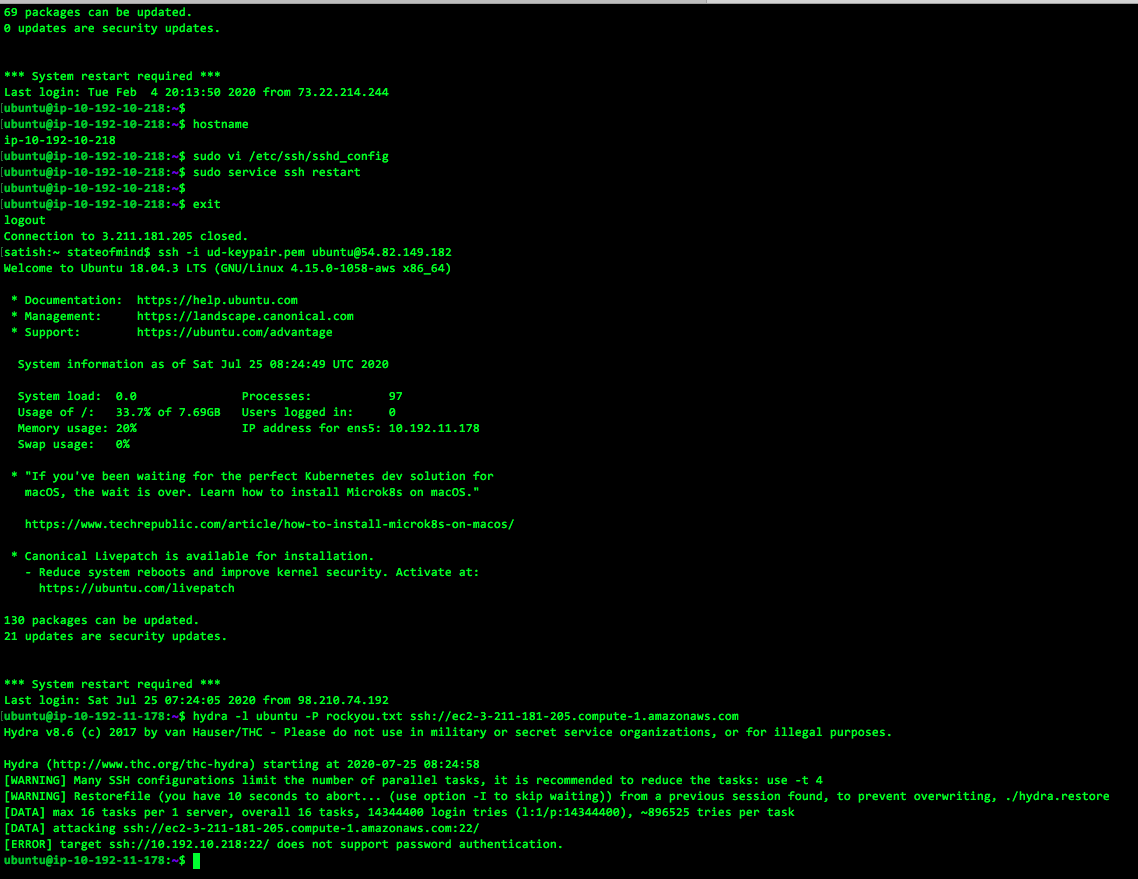 69 packages can be updated.
0 updates are security updates.
*** System restart required ***
Last login: Tue Feb  4 20:13:50 2020 from 73.22.214.244
[ubuntu@ip-10-192-10-218:~$
[ubuntu@ip-10-192-10-218:~$ hostname
ip-10-192-10-218
[ubuntu@ip-10-192-10-218:~$ sudo vi /etc/ssh/sshd_config
[ubuntu@ip-10-192-10-218:~$ sudo service ssh restart
[ubuntu@ip-10-192-10-218:~$
[ubuntu@ip-10-192-10-218:~$ exit
logout
Connection to 3.211.181.205 closed.
[satish:~ stateofmind$ ssh -i ud-keypair.pem ubuntu@54.82.149.182
Welcome to Ubuntu 18.04.3 LTS (GNU/Linux 4.15.0-1058-aws x86_64)
 * Documentation:  https://help.ubuntu.com
 * Management:     https://landscape.canonical.com
 * Support:        https://ubuntu.com/advantage
  System information as of Sat Jul 25 08:24:49 UTC 2020
  System load:  0.0               Processes:           97
  Usage of /:   33.7% of 7.69GB   Users logged in:     0
  Memory usage: 20%               IP address for ens5: 10.192.11.178
  Swap usage:   0%
 * "If you've been waiting for the perfect Kubernetes dev solution for
   macOS, the wait is over. Learn how to install Microk8s on macOS."
   https://www.techrepublic.com/article/how-to-install-microk8s-on-macos/
 * Canonical Livepatch is available for installation.
   - Reduce system reboots and improve kernel security. Activate at:
     https://ubuntu.com/livepatch
130 packages can be updated.
21 updates are security updates.
*** System restart required ***
Last login: Sat Jul 25 07:24:05 2020 from 98.210.74.192
[ubuntu@ip-10-192-11-178:~$ hydra -l ubuntu -P rockyou.txt ssh://ec2-3-211-181-205.compute-1.amazonaws.com
Hydra v8.6 (c) 2017 by van Hauser/THC - Please do not use in military or secret service organizations, or for illegal purposes.
Hydra (http://www.thc.org/thc-hydra) starting at 2020-07-25 08:24:58
[WARNING] Many SSH configurations limit the number of parallel tasks, it is recommended to reduce the tasks: use -t 4
[WARNING] Restorefile (you have 10 seconds to abort... (use option -I to skip waiting)) from a previous session found, to prevent overwriting, ./hydra.restore
[DATA] max 16 tasks per 1 server, overall 16 tasks, 14344400 login tries (l:1/p:14344400), ~896525 tries per task
[DATA] attacking ssh://ec2-3-211-181-205.compute-1.amazonaws.com:22/
[ERROR] target ssh://10.192.10.218:22/ does not support password authentication.
ubuntu@ip-10-192-11-178:~$